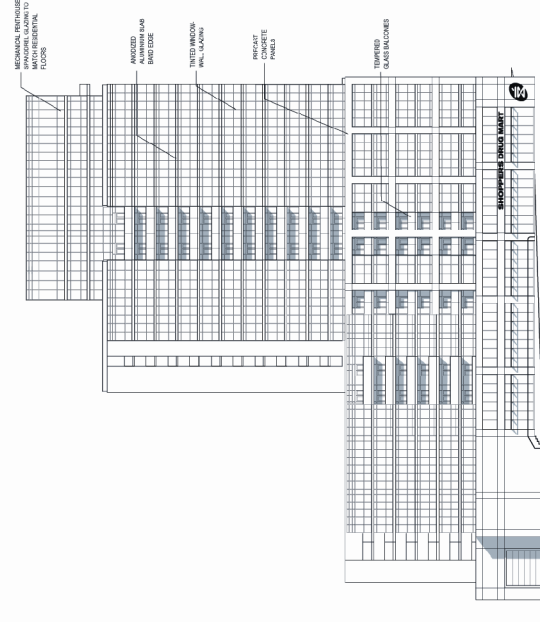 MECHANICAL PENTHOUSE
SPANDEREL GLAZING TO
MATCH RESIDENTIAL
FLOORS
ANODIZED
ALUMINIUM SLAB
BAND EDGE
TINTED WINDOW-
WALL GLAZING
PRECAST
CONCRETE
PANELS
TEMPERED
GLASS BALCONIES
SHOPPERS DRUG MART